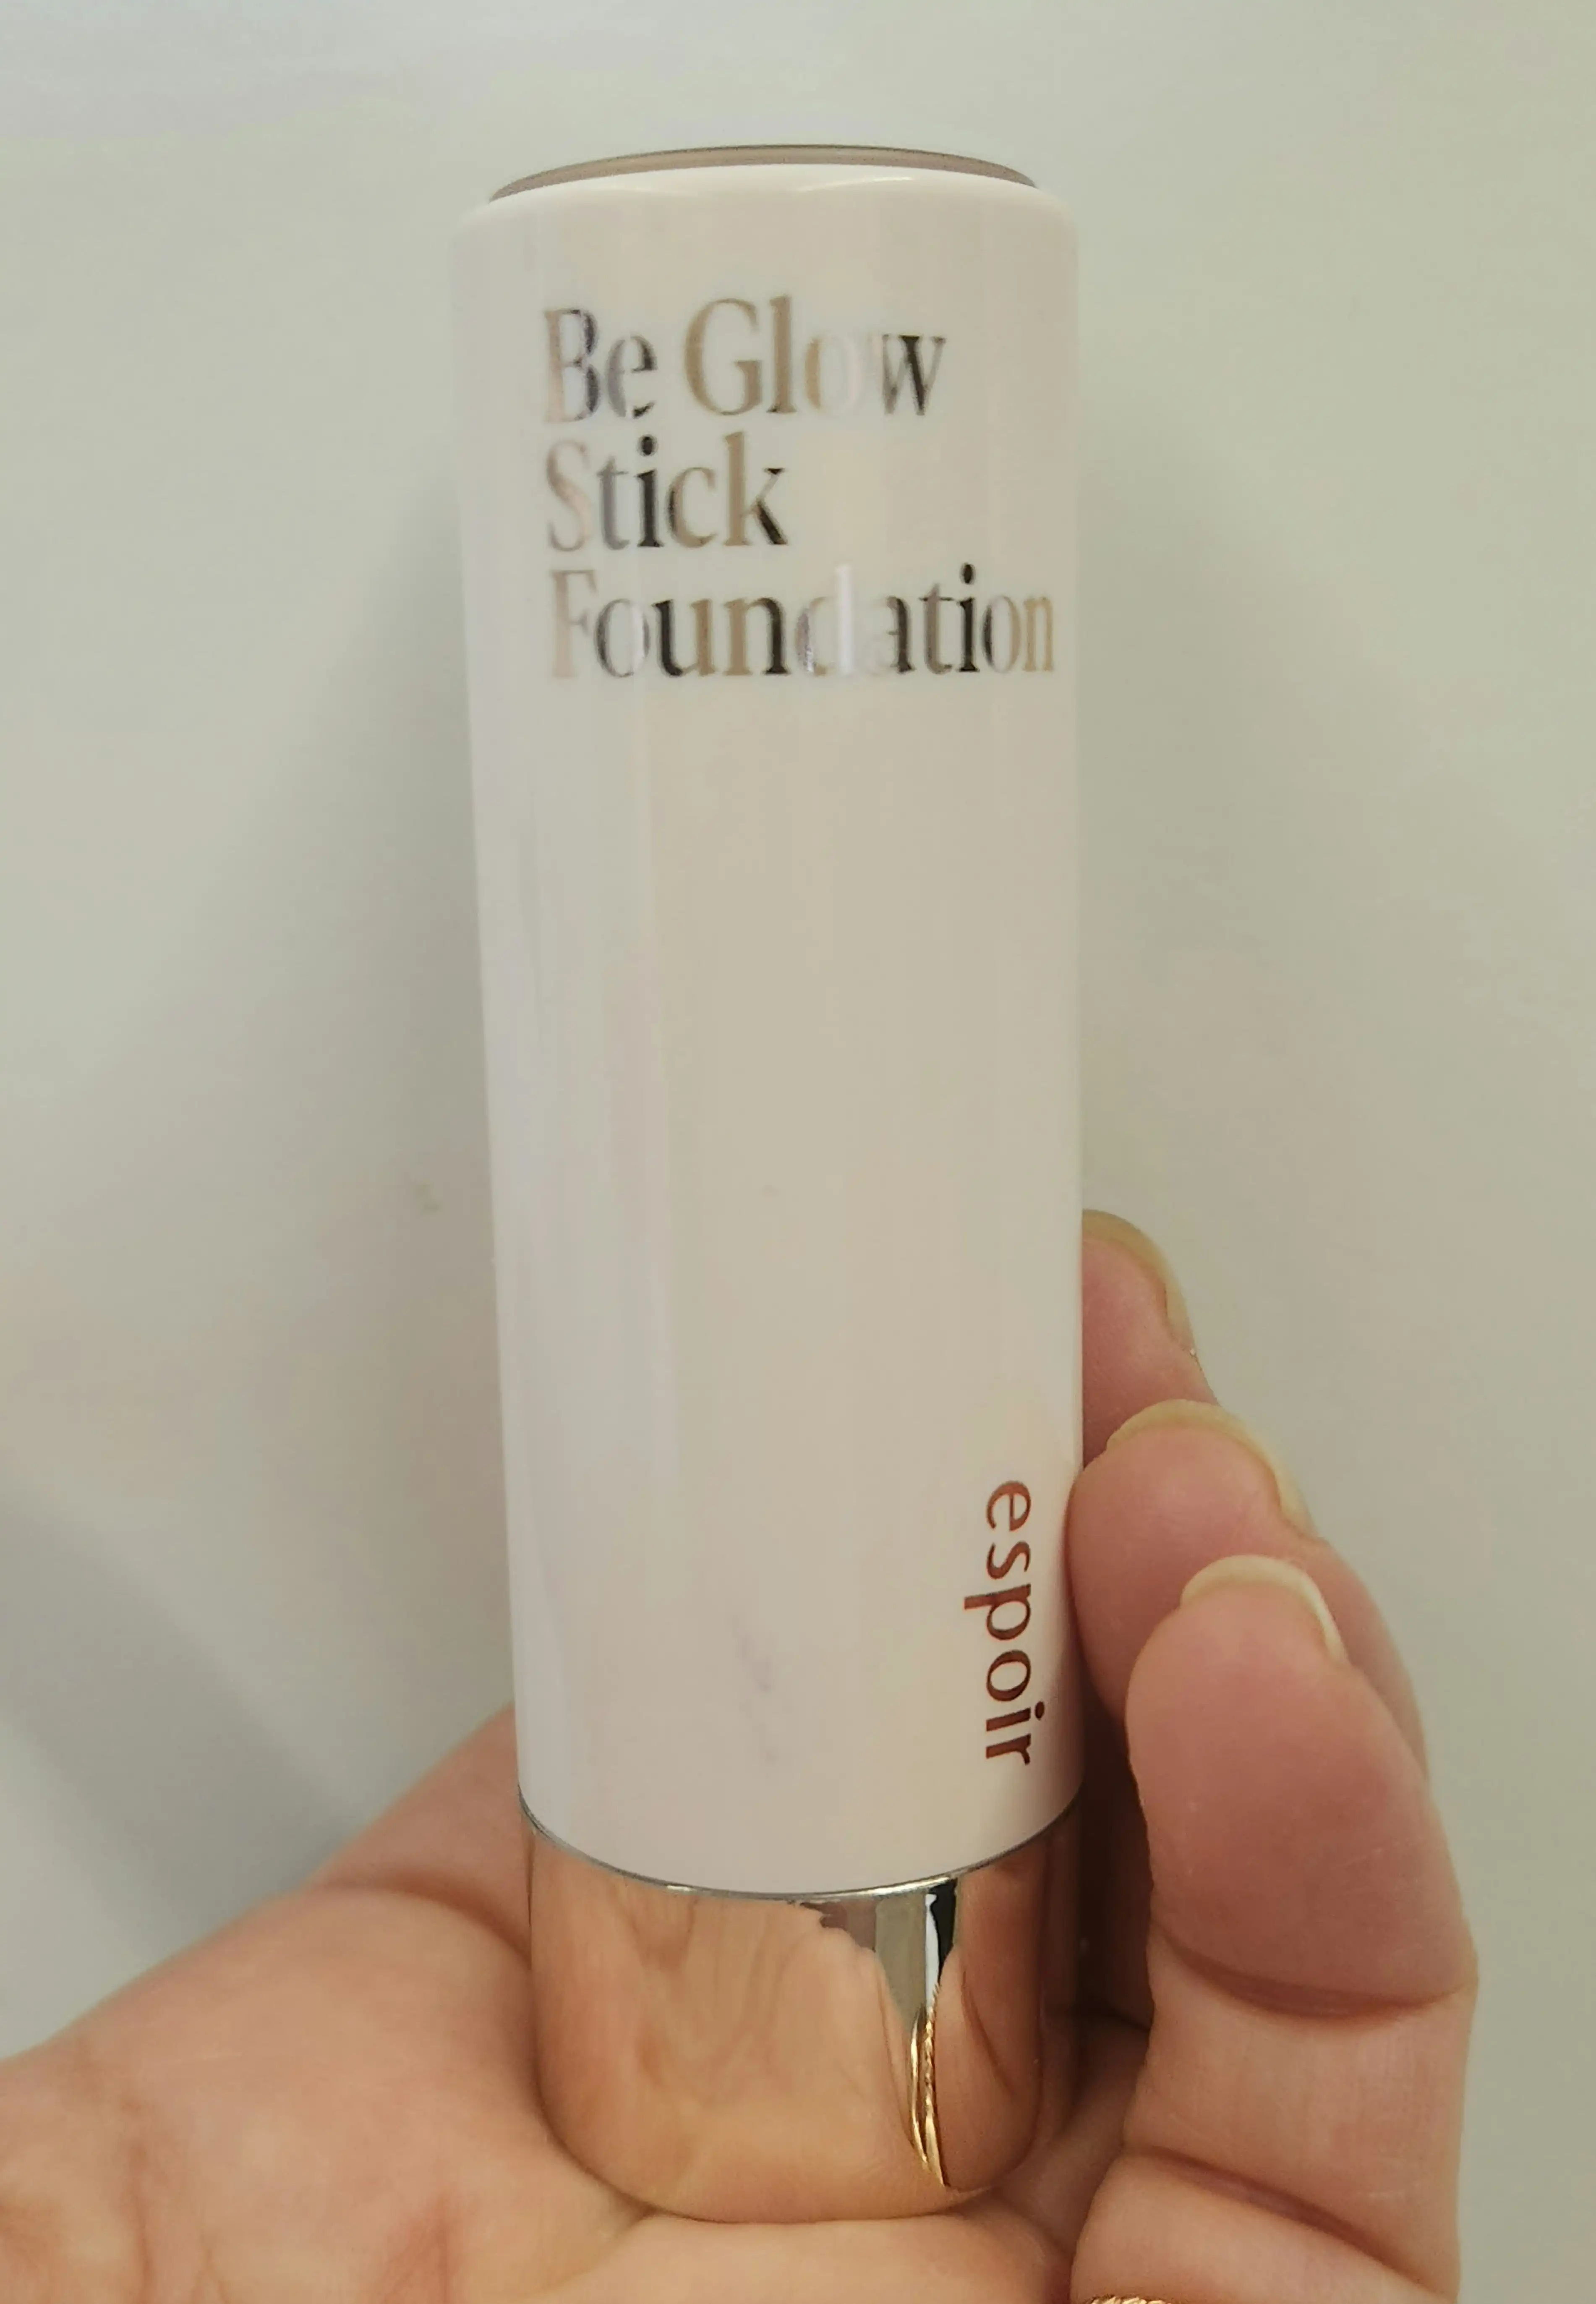 Be Glow
Stick
Foundation
espoir